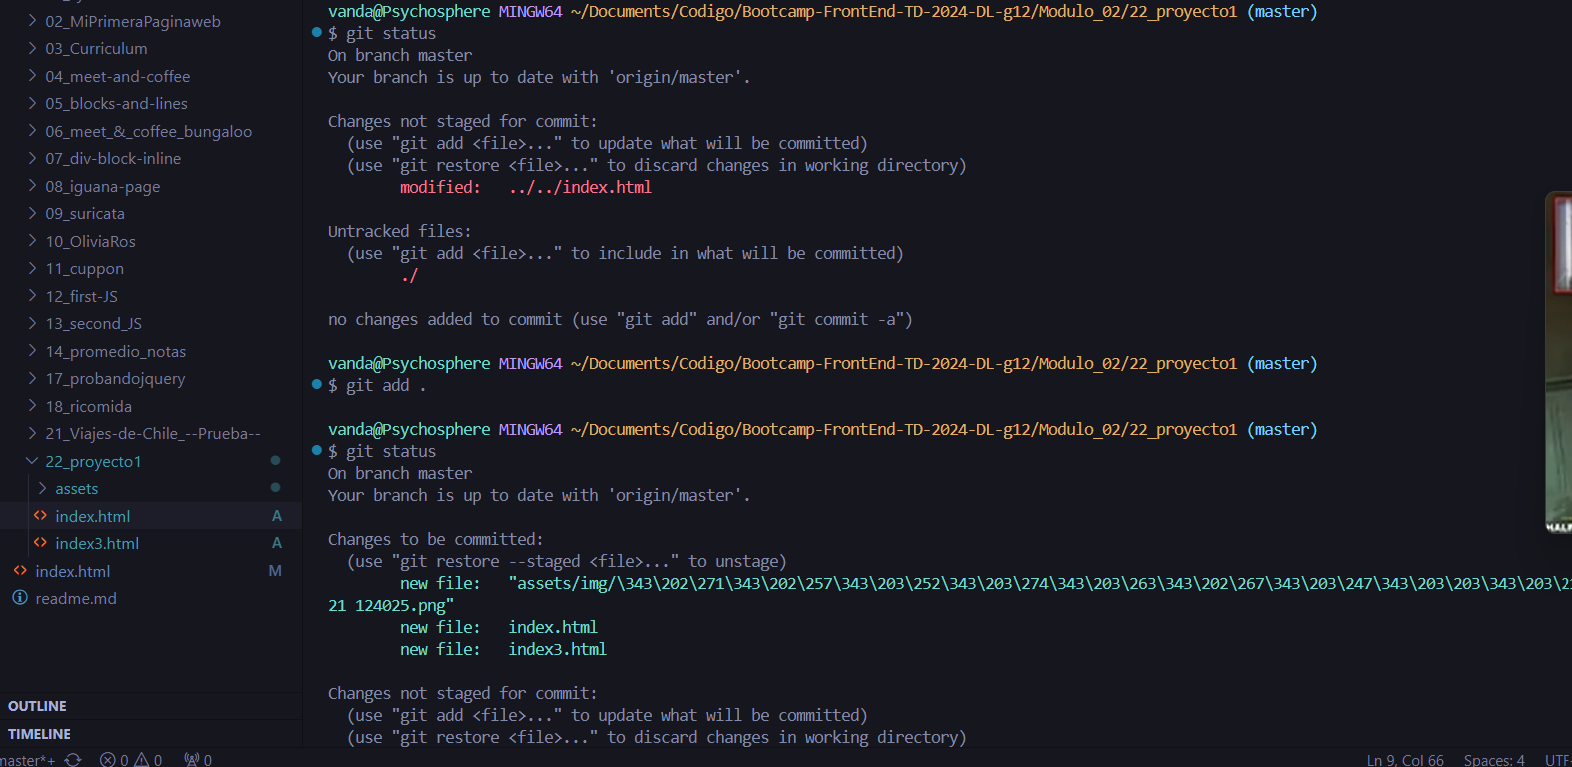 02_MiPrimeraPaginaweb
03_Curriculum
04_meet-and-coffee
05_blocks-and-lines
06_meet_&_coffee_bungaloo
07_div-block-inline
08_iguana-page
09_suricata
10_OliviaRos
11_cuppon
12_first-JS
13_second_JS
14_promedio_notas
17_probandojquery
18_ricomida
21_Viajes-de-Chile_--Prueba--
22_proyecto1
assets
index.html A
index3.html A
index.html M
readme.md
OUTLINE
TIMELINE
vanda@Psychosphere MINGW64 ~/Documents/Codigo/Bootcamp-FrontEnd-TD-2024-DL-g12/Modulo_02/22_proyecto1 (master)
$ git status
On branch master
Your branch is up to date with 'origin/master'.
Changes not staged for commit:
(use "git add <file>..." to update what will be committed)
(use "git restore <file>..." to discard changes in working directory)
modified: ../../index.html
Untracked files:
(use "git add <file>..." to include in what will be committed)
./
no changes added to commit (use "git add" and/or "git commit -a")
vanda@Psychosphere MINGW64 ~/Documents/Codigo/Bootcamp-FrontEnd-TD-2024-DL-g12/Modulo_02/22_proyecto1 (master)
$ git add .
vanda@Psychosphere MINGW64 ~/Documents/Codigo/Bootcamp-FrontEnd-TD-2024-DL-g12/Modulo_02/22_proyecto1 (master)
$ git status
On branch master
Your branch is up to date with 'origin/master'.
Changes to be committed:
(use "git restore --staged <file>..." to unstage)
new file: "assets/img/\343\202\271\343\202\257\343\203\252\343\203\274\343\203\263\343\202\267\343\203\247\343\203\203\343\203\2
21 124025.png"
new file: index.html
new file: index3.html
Changes not staged for commit:
(use "git add <file>..." to update what will be committed)
(use "git restore <file>..." to discard changes in working directory)
master*+ 0 0 0 Ln 9, Col 66 Spaces: 4 UTF-